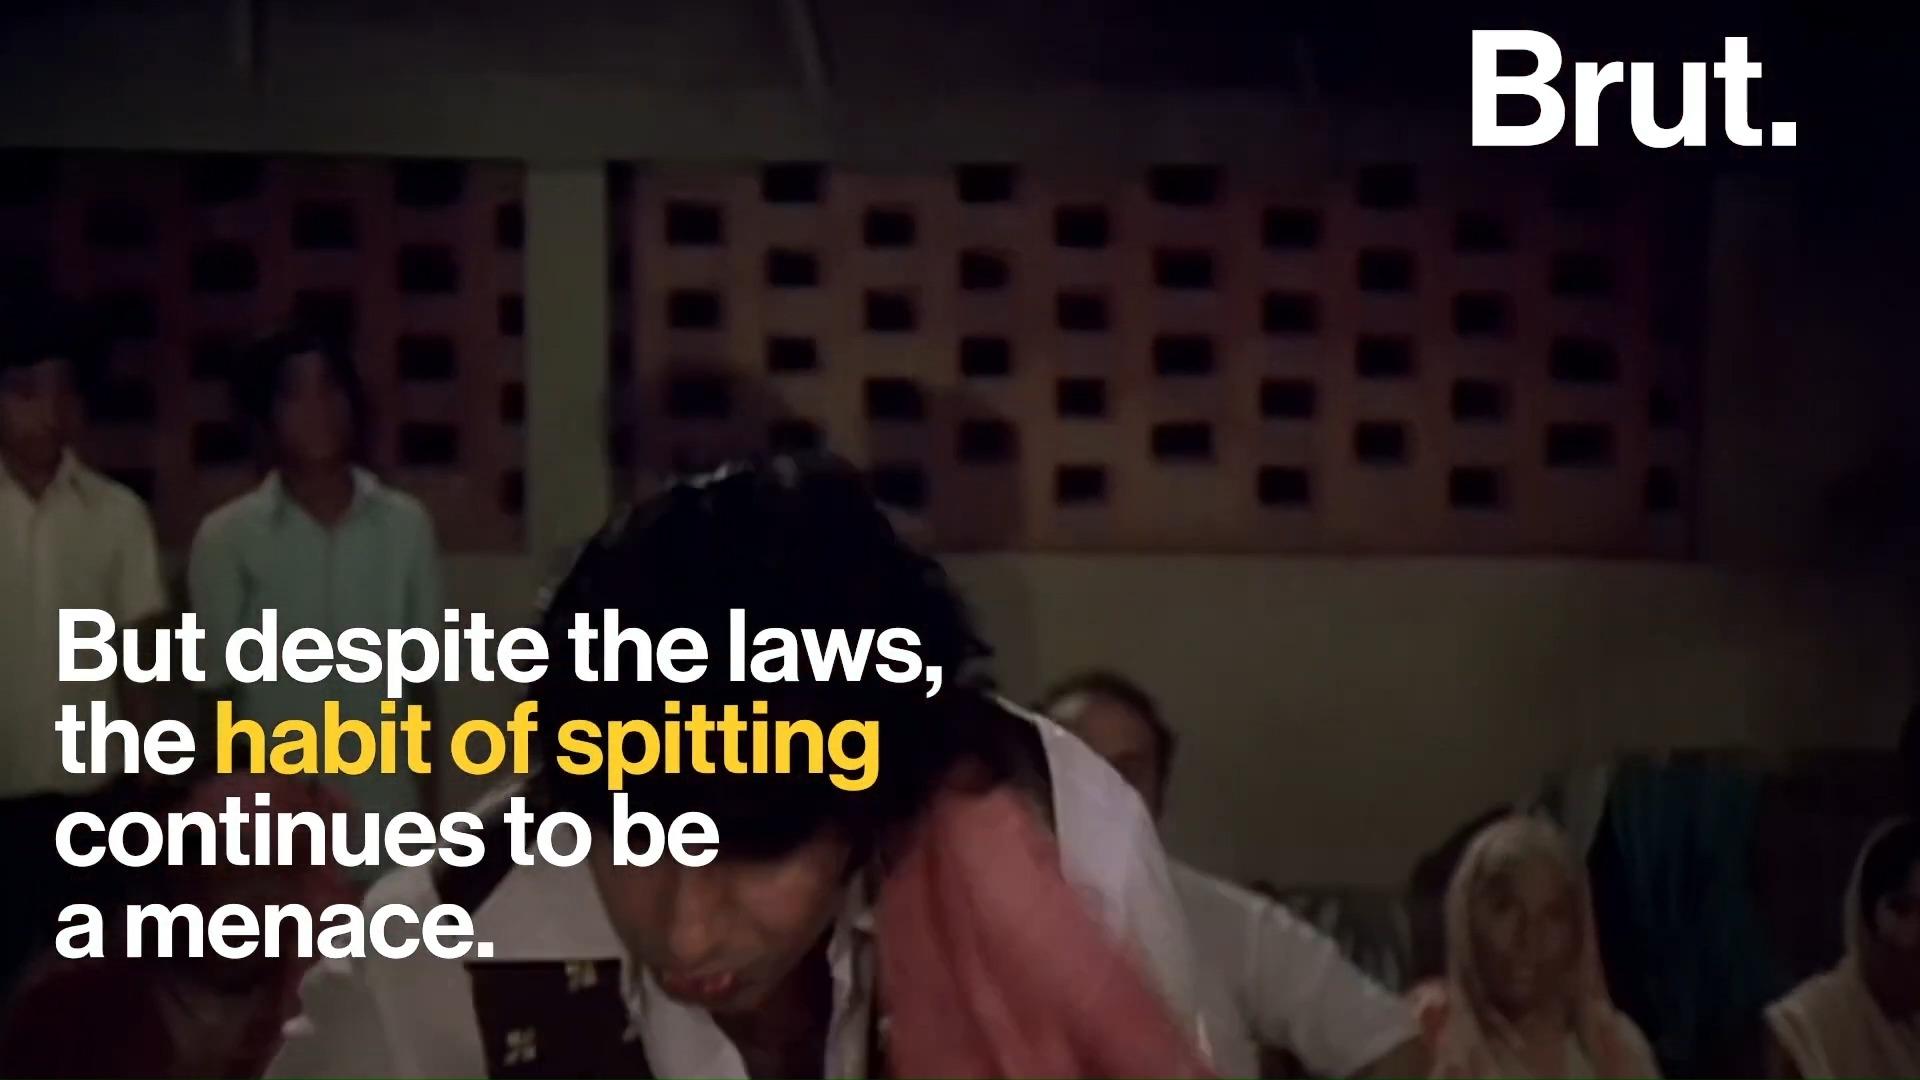 Brut.
But despite the laws,
the habit of spitting
continues to be
a menace.